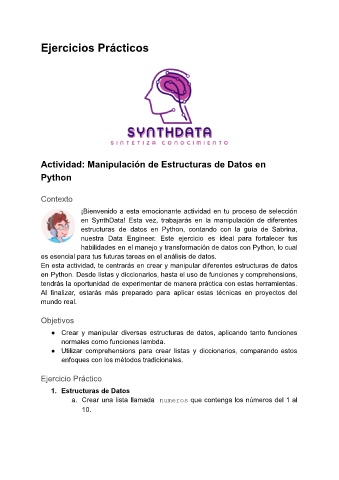 Ejercicios Prácticos
SYNTHDATA
SINTETIZA CONOCIMIENTO
Actividad: Manipulación de Estructuras de Datos en
Python
Contexto
¡Bienvenido a esta emocionante actividad en tu proceso de selección
en SynthData! Esta vez, trabajarás en la manipulación de diferentes
estructuras de datos en Python, contando con la guía de Sabrina,
nuestra Data Engineer. Este ejercicio es ideal para fortalecer tus
habilidades en el manejo y transformación de datos con Python, lo cual
es esencial para tus futuras tareas en el análisis de datos.
En esta actividad, te centrarás en crear y manipular diferentes estructuras de datos
en Python. Desde listas y diccionarios, hasta el uso de funciones y comprehensions,
tendrás la oportunidad de experimentar de manera práctica con estas herramientas.
Al finalizar, estarás más preparado para aplicar estas técnicas en proyectos del
mundo real.
Objetivos
● Crear y manipular diversas estructuras de datos, aplicando tanto funciones
normales como funciones lambda.
● Utilizar comprehensions para crear listas y diccionarios, comparando estos
enfoques con los métodos tradicionales.
Ejercicio Práctico
1. Estructuras de Datos
a. Crear una lista llamada numeros que contenga los números del 1 al
10.